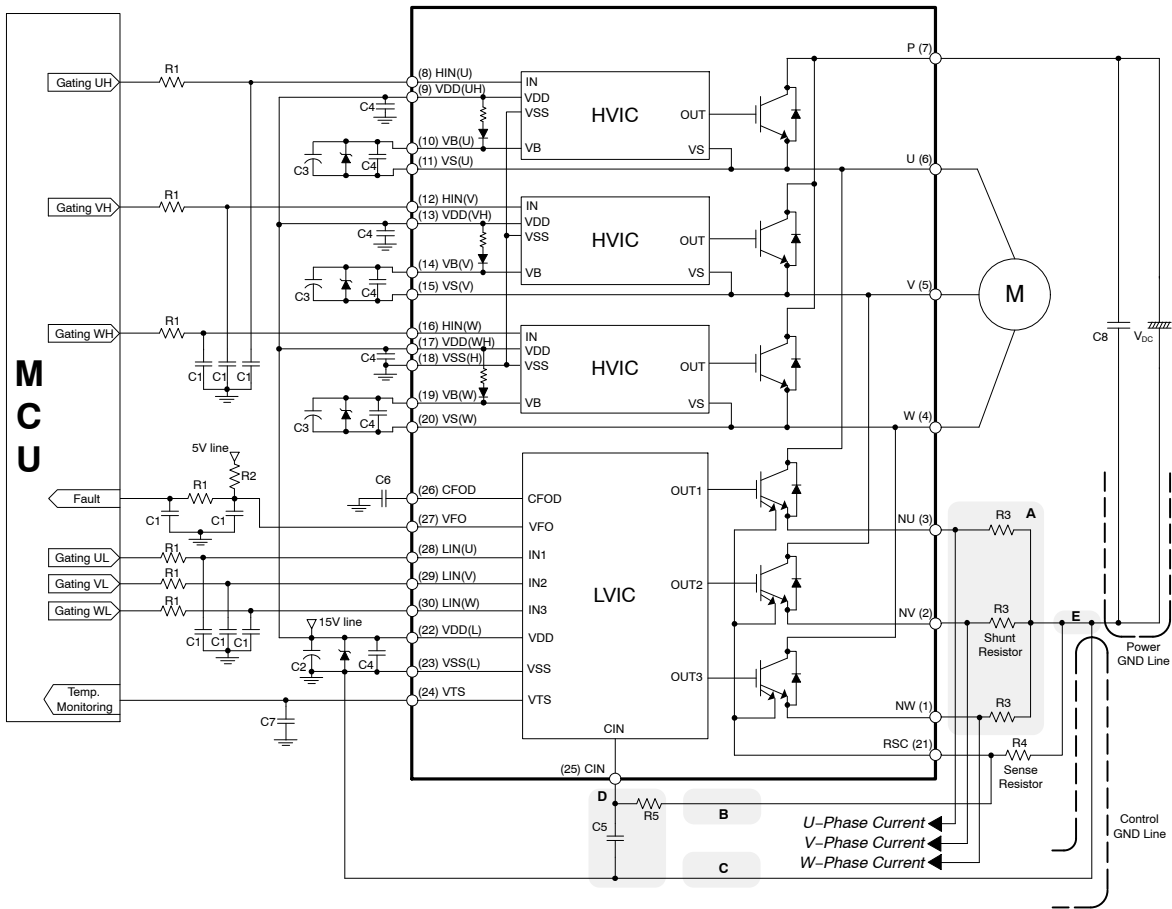 MCU
Gating UH
R1
Gating VH
R1
Gating WH
R1
C1 C1 C1
5V line
R2
Fault
R1
C1 C1
Gating UL
R1
Gating VL
R1
Gating WL
R1
C1 C1 C1
15V line
C2
C4
Temp.
Monitoring
C7
C6
C4
C3
C4
C4
C3
C4
C4
C3
C4
(8) HIN(U)
(9) VDD(UH)
(10) VB(U)
(11) VS(U)
(12) HIN(V)
(13) VDD(VH)
(14) VB(V)
(15) VS(V)
(16) HIN(W)
(17) VDD(WH)
(18) VSS(H)
(19) VB(W)
(20) VS(W)
(26) CFOD
(27) VFO
(28) LIN(U)
(29) LIN(V)
(30) LIN(W)
(22) VDD(L)
(23) VSS(L)
(24) VTS
(25) CIN
IN
VDD
VSS
VB
HVIC
OUT
VS
IN
VDD
VSS
VB
HVIC
OUT
VS
IN
VDD
VSS
VB
HVIC
OUT
VS
CFOD
VFO
IN1
IN2
IN3
VDD
VSS
VTS
LVIC
OUT1
OUT2
OUT3
CIN
P (7)
U (6)
V (5)
W (4)
NU (3)
NV (2)
NW (1)
RSC (21)
M
C8
VDC
R3
A
R3
Shunt
Resistor
E
R3
R4
Sense
Resistor
Power
GND Line
Control
GND Line
D
C5
R5
B
C
U−Phase Current
V−Phase Current
W−Phase Current